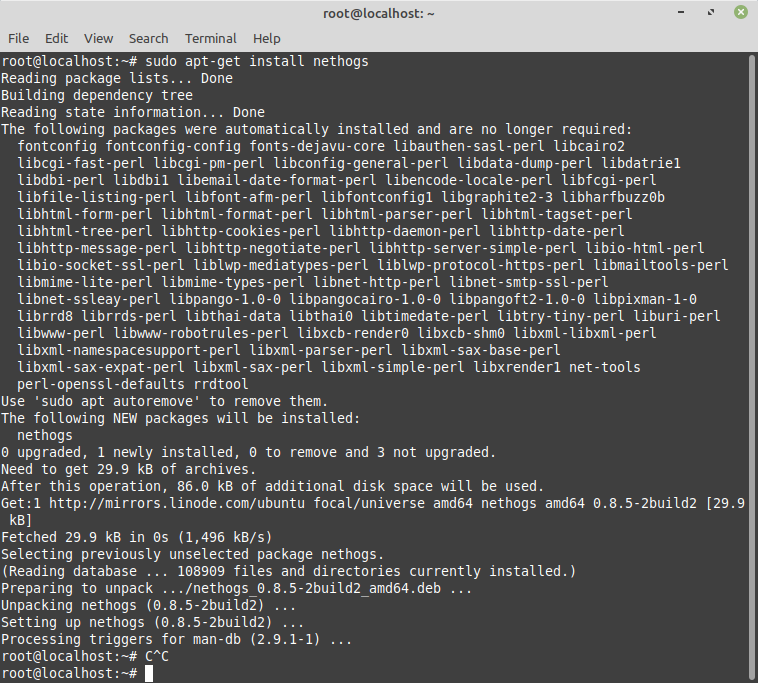 root@localhost: ~
File Edit View Search Terminal Help
root@localhost:~# sudo apt-get install nethogs
Reading package lists... Done
Building dependency tree
Reading state information... Done
The following packages were automatically installed and are no longer required:
  fontconfig fontconfig-config fonts-dejavu-core libauthen-sasl-perl libcairo2
  libcgi-fast-perl libcgi-pm-perl libconfig-general-perl libdata-dump-perl libdatrie1
  libdbi-perl libdbi1 libemail-date-format-perl libencode-locale-perl libfcgi-perl
  libfile-listing-perl libfont-afm-perl libfontconfig1 libgraphite2-3 libharfbuzz0b
  libhtml-form-perl libhtml-format-perl libhtml-parser-perl libhtml-tagset-perl
  libhtml-tree-perl libhttp-cookies-perl libhttp-daemon-perl libhttp-date-perl
  libhttp-message-perl libhttp-negotiate-perl libhttp-server-simple-perl libio-html-perl
  libio-socket-ssl-perl liblwp-mediatypes-perl liblwp-protocol-https-perl libmailtools-perl
  libmime-lite-perl libmime-types-perl libnet-http-perl libnet-smtp-ssl-perl
  libnet-ssleay-perl libpango-1.0-0 libpangocairo-1.0-0 libpangoft2-1.0-0 libpixman-1-0
  librrd8 librrds-perl libthai-data libthai0 libtimedate-perl libtry-tiny-perl liburi-perl
  libwww-perl libwww-robotrules-perl libxcb-render0 libxcb-shm0 libxml-libxml-perl
  libxml-namespacesupport-perl libxml-parser-perl libxml-sax-base-perl
  libxml-sax-expat-perl libxml-sax-perl libxml-simple-perl libxrender1 net-tools
  perl-openssl-defaults rrdtool
Use 'sudo apt autoremove' to remove them.
The following NEW packages will be installed:
  nethogs
0 upgraded, 1 newly installed, 0 to remove and 3 not upgraded.
Need to get 29.9 kB of archives.
After this operation, 86.0 kB of additional disk space will be used.
Get:1 http://mirrors.linode.com/ubuntu focal/universe amd64 nethogs amd64 0.8.5-2build2 [29.9
 kB]
Fetched 29.9 kB in 0s (1,496 kB/s)
Selecting previously unselected package nethogs.
(Reading database ... 108909 files and directories currently installed.)
Preparing to unpack .../nethogs_0.8.5-2build2_amd64.deb ...
Unpacking nethogs (0.8.5-2build2) ...
Setting up nethogs (0.8.5-2build2) ...
Processing triggers for man-db (2.9.1-1) ...
root@localhost:~# C^C
root@localhost:~#